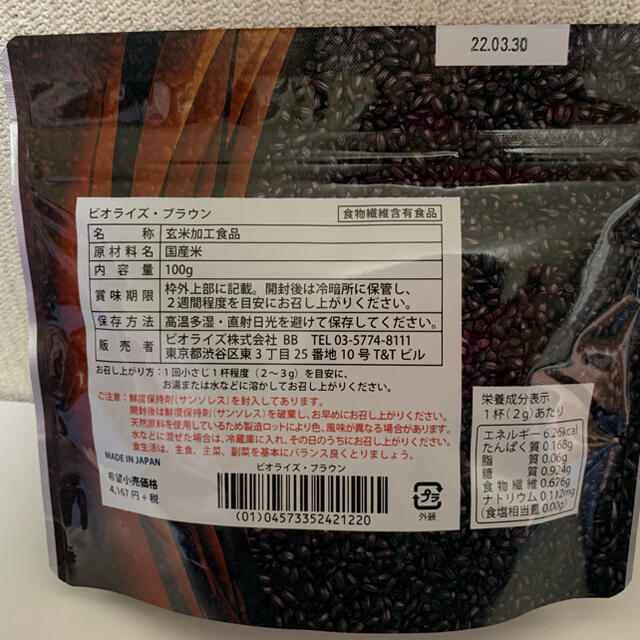 22.03.30
ビオライズ・ブラウン 食物繊維含有食品
名称 玄米加工食品
原材料名 国産米
内容量 100g
賞味期限 枠外上部に記載。開封後は冷暗所に保管し、
2週間程度を目安にお召し上がりください。
保存方法 高温多湿・直射日光を避けて保存してください。
販売者 ビオライズ株式会社 BB TEL 03-5774-8111
東京都渋谷区東3丁目25番地10号T&Tビル
お召し上がり方:1回小さじ1杯程度(2～3g)を目安に、
お湯または水などに溶かしてお召し上がりください。
ご注意:鮮度保持剤(サンソレス)を封入してあります。
開封後は鮮度保持剤(サンソレス)を破棄し、お早めにお召し上がりください。
天然原料を使用しているため製造ロットにより色、風味が異なる場合があります。
水などに混ぜた場合は、冷蔵庫に入れ、その日のうちにお召し上がりください。
食生活は、主食、主菜、副菜を基本にバランス良くとりましょう。
MADE IN JAPAN
希望小売価格
4,167円+税
ビオライズ・ブラウン
(01)04573352421220
プラ
外装
栄養成分表示
1杯(2g)あたり
エネルギー 6.26kcal
たんぱく質 0.168g
脂質 0.06g
糖質 0.924g
食物繊維 0.676g
ナトリウム 0.112mg
(食塩相当量 0.00g)